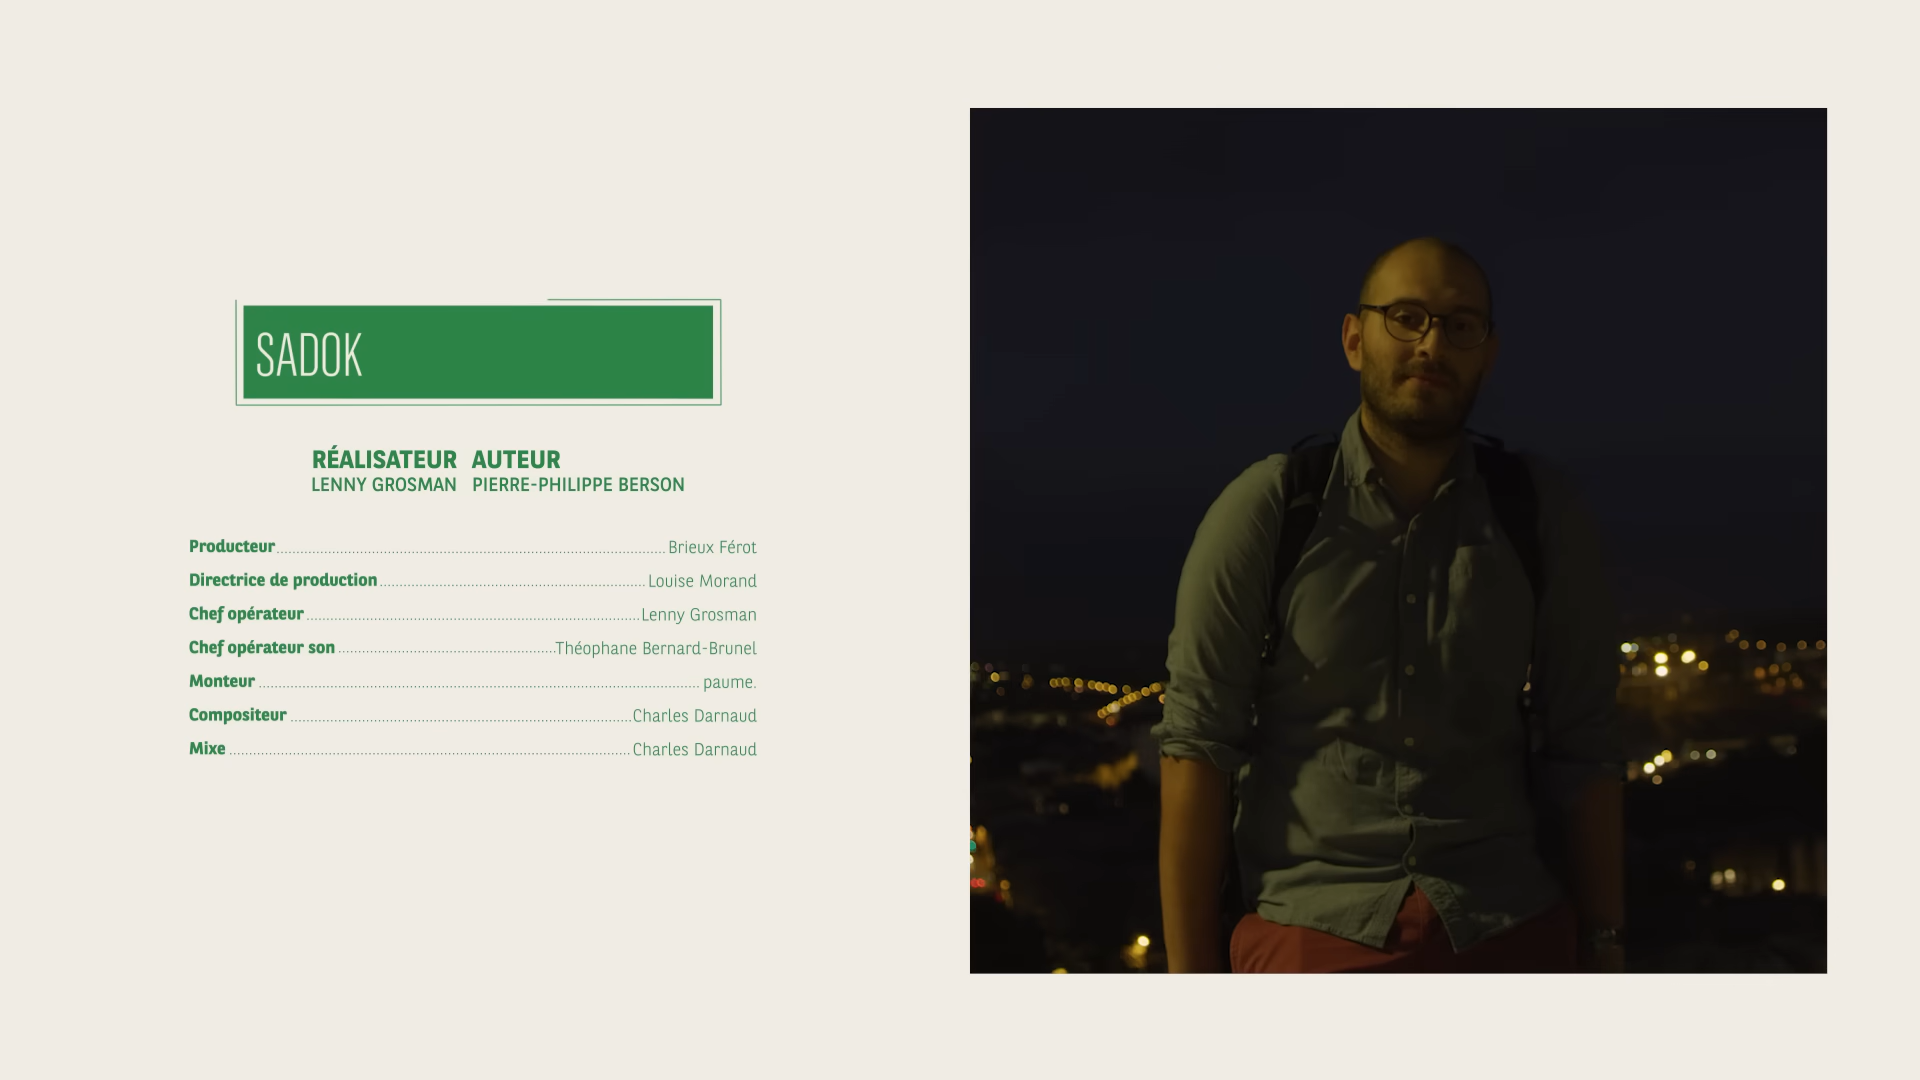 SADOK
RÉALISATEUR AUTEUR
LENNY GROSMAN PIERRE-PHILIPPE BERSON
Producteur Brieux Férot
Directrice de production Louise Morand
Chef opérateur Lenny Grosman
Chef opérateur son Théophane Bernard-Brunel
Monteur paume.
Compositeur Charles Darnaud
Mixe Charles Darnaud